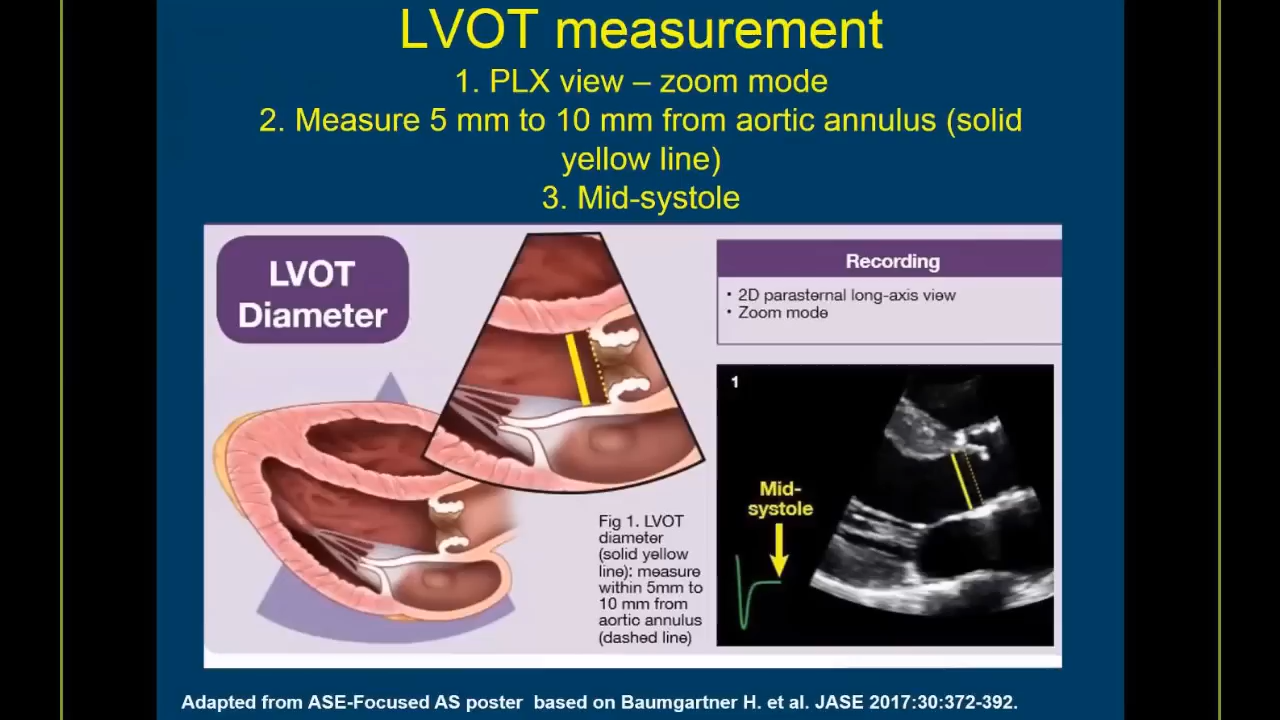 LVOT measurement
1. PLX view – zoom mode
2. Measure 5 mm to 10 mm from aortic annulus (solid
yellow line)
3. Mid-systole
LVOT
Diameter
Recording
• 2D parasternal long-axis view
• Zoom mode
1
Mid-
systole
Fig 1. LVOT
diameter
(solid yellow
line): measure
within 5mm to
10 mm from
aortic annulus
(dashed line)
Adapted from ASE-Focused AS poster based on Baumgartner H. et al. JASE 2017:30:372-392.